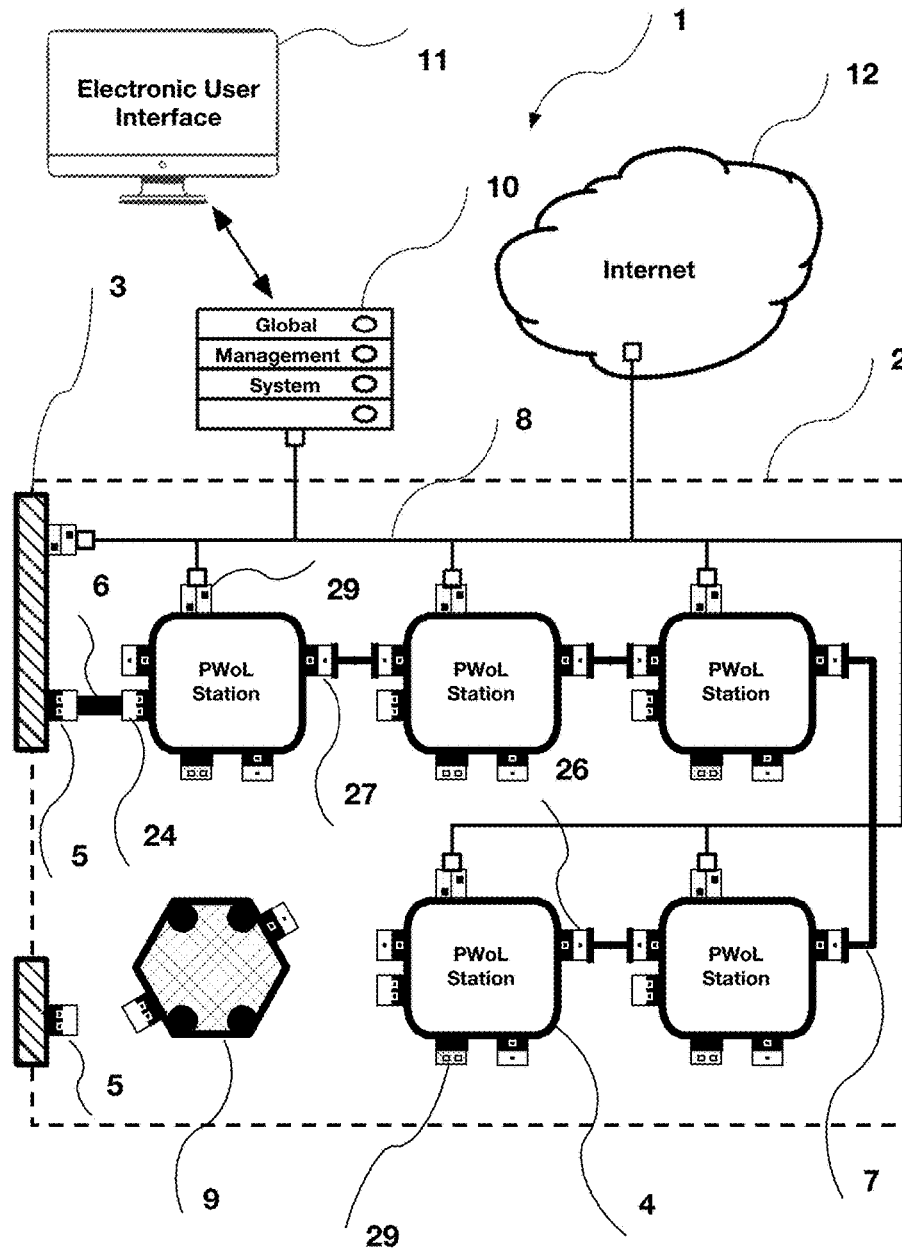 1
11
12
Electronic User
Interface
10
3
Internet
Global
Management
System
2
8
6
29
PWoL
Station
PWoL
Station
PWoL
Station
27
26
5
24
PWoL
Station
PWoL
Station
5
9
29
4
7